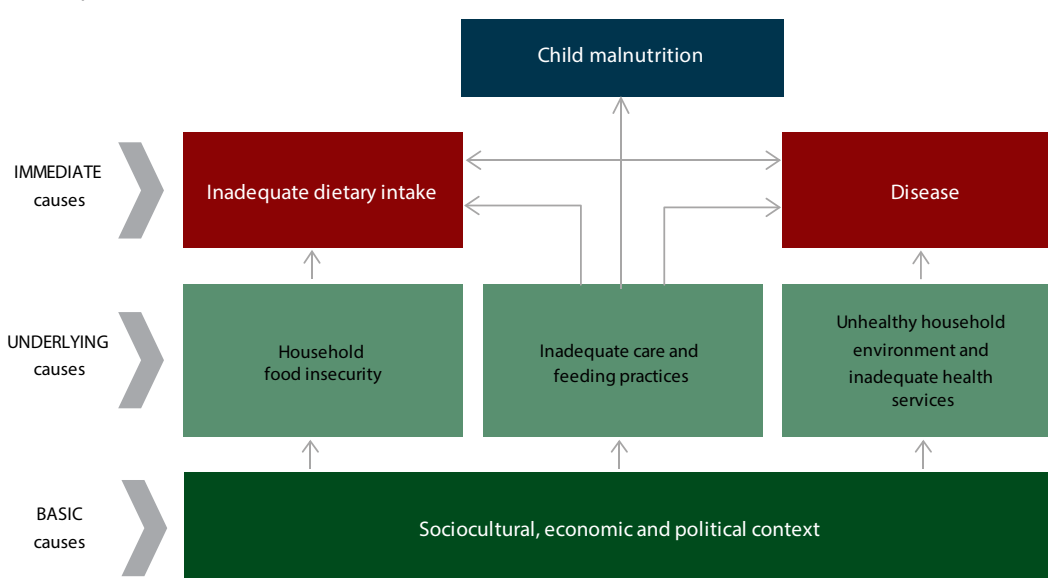 Child malnutrition
IMMEDIATE
causes
Inadequate dietary intake
Disease
UNDERLYING
causes
Household
food insecurity
Inadequate care and
feeding practices
Unhealthy household
environment and
inadequate health
services
BASIC
causes
Sociocultural, economic and political context